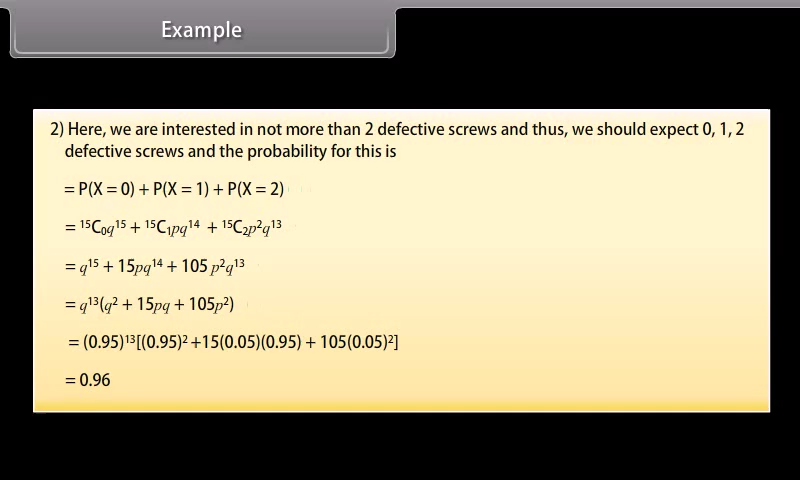 Example
2) Here, we are interested in not more than 2 defective screws and thus, we should expect 0, 1, 2
defective screws and the probability for this is
= P(X = 0) + P(X = 1) + P(X = 2)
= ¹⁵C₀q¹⁵ + ¹⁵C₁pq¹⁴ + ¹⁵C₂p²q¹³
= q¹⁵ + 15pq¹⁴ + 105 p²q¹³
= q¹³(q² + 15pq + 105p²)
= (0.95)¹³[(0.95)² +15(0.05)(0.95) + 105(0.05)²]
= 0.96